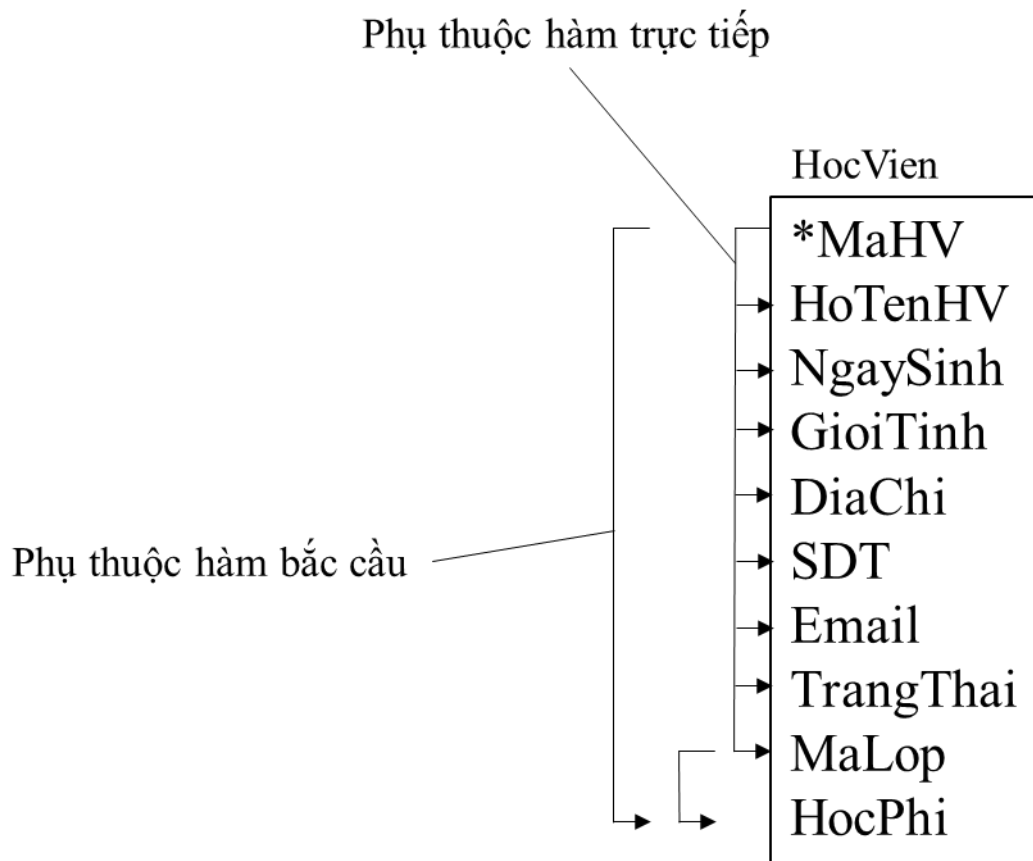 Phụ thuộc hàm trực tiếp
HocVien
*MaHV
HoTenHV
NgaySinh
GioiTinh
DiaChi
Phụ thuộc hàm bắc cầu
SDT
Email
TrangThai
MaLop
HocPhi